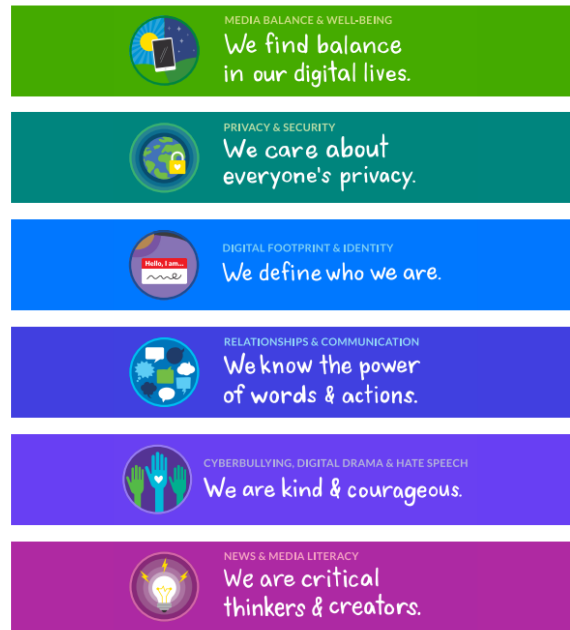 MEDIA BALANCE & WELL-BEING
We find balance
in our digital lives.
PRIVACY & SECURITY
We care about
everyone's privacy.
DIGITAL FOOTPRINT & IDENTITY
Hello, I am...
We define who we are.
RELATIONSHIPS & COMMUNICATION
We know the power
of words & actions.
CYBERBULLYING, DIGITAL DRAMA & HATE SPEECH
We are kind & courageous.
NEWS & MEDIA LITERACY
We are critical
thinkers & creators.